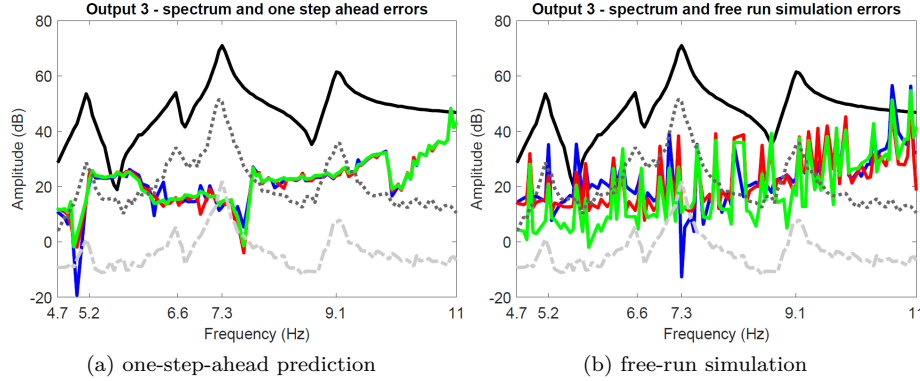 Output 3 - spectrum and one step ahead errors
80
60
40
20
0
-20
Amplitude (dB)
4.7 5.2 6.6 7.3 9.1 11
Frequency (Hz)
(a) one-step-ahead prediction
Output 3 - spectrum and free run simulation errors
80
60
40
20
0
-20
Amplitude (dB)
4.7 5.2 6.6 7.3 9.1 11
Frequency (Hz)
(b) free-run simulation